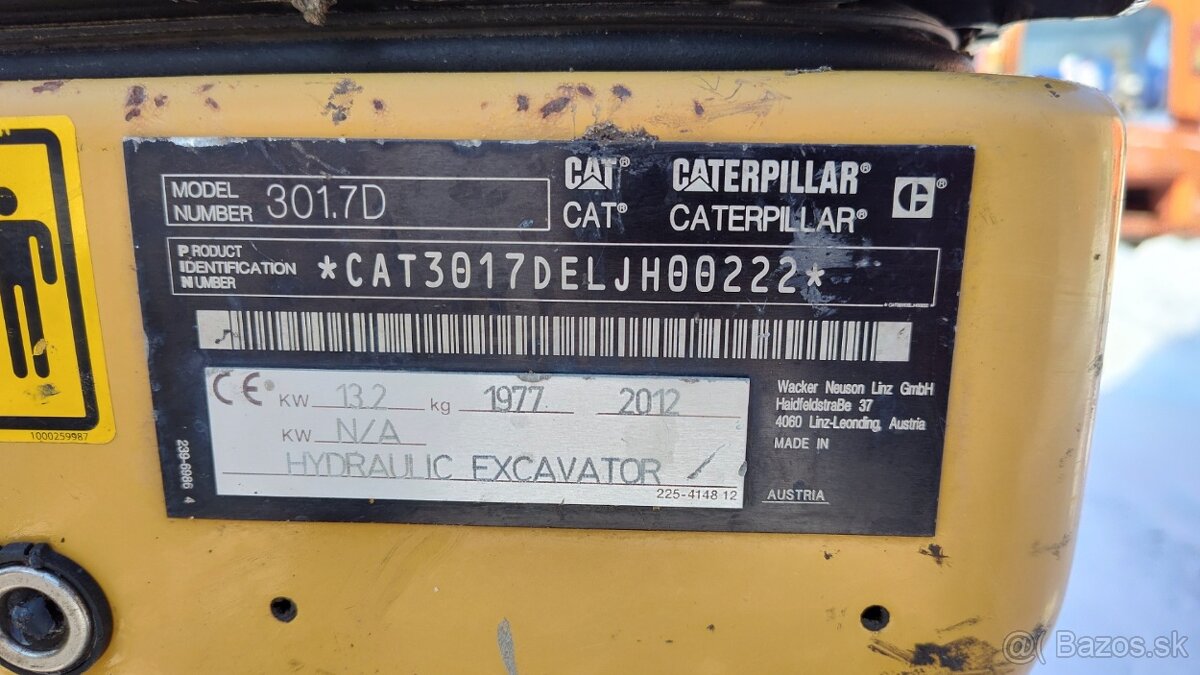 MODEL NUMBER 301.7D
CAT® CATERPILLAR®
CAT® CATERPILLAR®
PRODUCT IDENTIFICATION NUMBER *CAT3017DELJH00222*
CE KW 13.2 kg 1977 2012
KW N/A
HYDRAULIC EXCAVATOR /
225-4148 12
Wacker Neuson Linz GmbH
Haidfeldstraße 37
4060 Linz-Leonding, Austria
MADE IN
AUSTRIA
239-6986 4
1000259987
@( Bazos.sk